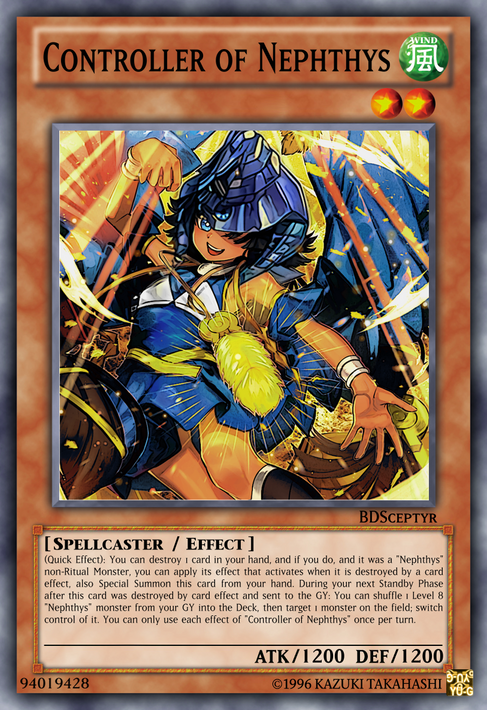 CONTROLLER OF NEPHTHYS
WIND
風
BDSCEPTYR
[ SPELLCASTER / EFFECT ]
(Quick Effect): You can destroy 1 card in your hand, and if you do, and it was a "Nephthys"
non-Ritual Monster, you can apply its effect that activates when it is destroyed by a card
effect, also Special Summon this card from your hand. During your next Standby Phase
after this card was destroyed by card effect and sent to the GY: You can shuffle 1 Level 8
"Nephthys" monster from your GY into the Deck, then target 1 monster on the field; switch
control of it. You can only use each effect of "Controller of Nephthys" once per turn.
ATK/1200 DEF/1200
94019428
©1996 KAZUKI TAKAHASHI